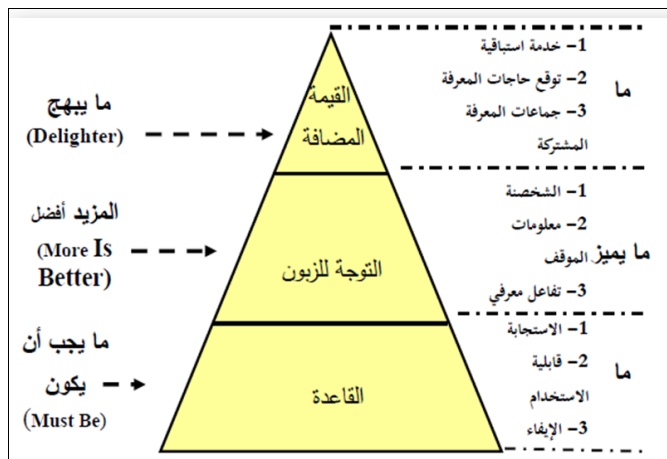 ما يبهج
(Delighter)
القيمة
المضافة
1- خدمة استباقية
2- توقع حاجات المعرفة
3- جماعات المعرفة
المشتركة
ما
المزيد أفضل
(More Is
Better)
التوجة للزبون
1- الشخصنة
2- معلومات
الموقف
3- تفاعل معرفي
ما يميز
ما يجب أن
يكون
(Must Be)
القاعدة
1- الاستجابة
2- قابلية
الاستخدام
3- الإيفاء
ما